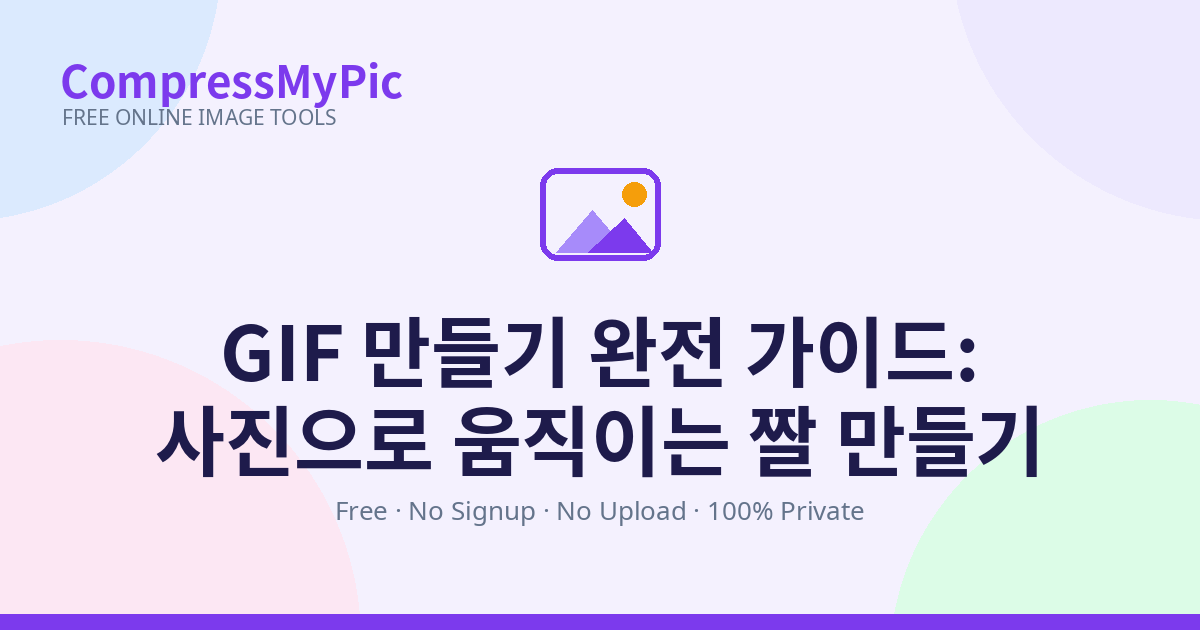 CompressMyPic
FREE ONLINE IMAGE TOOLS
GIF 만들기 완전 가이드:
사진으로 움직이는 짤 만들기
Free · No Signup · No Upload · 100% Private